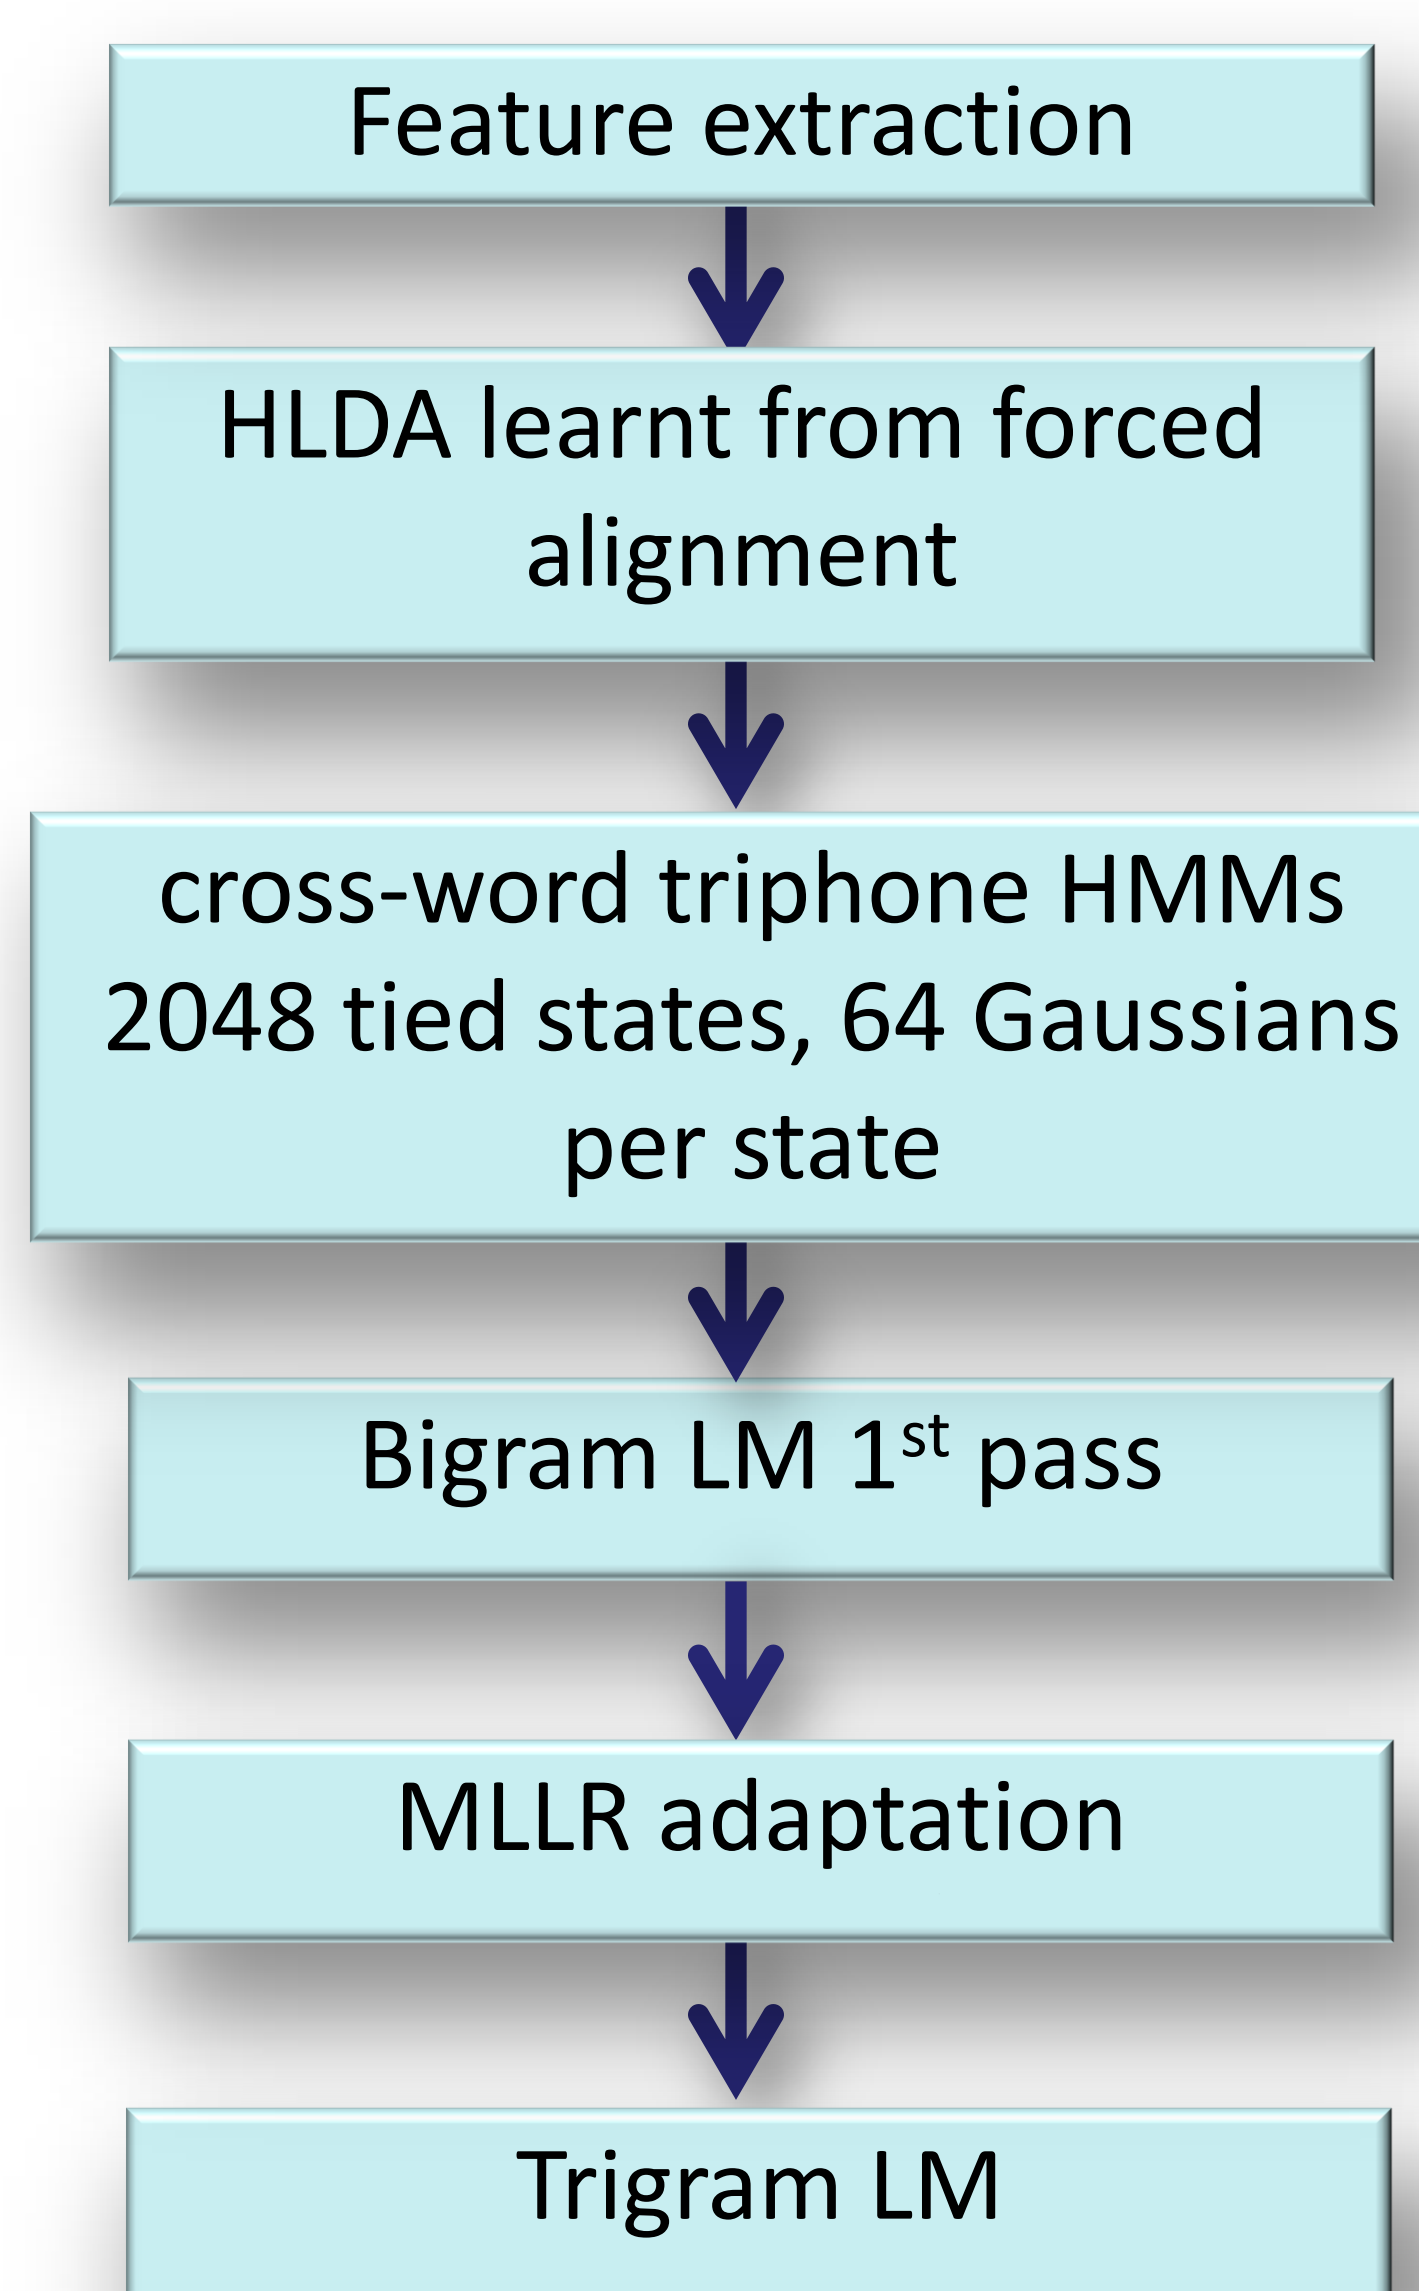 Feature extraction
HLDA learnt from forced
alignment
cross-word triphone HMMs
2048 tied states, 64 Gaussians
per state
Bigram LM 1st pass
MLLR adaptation
Trigram LM